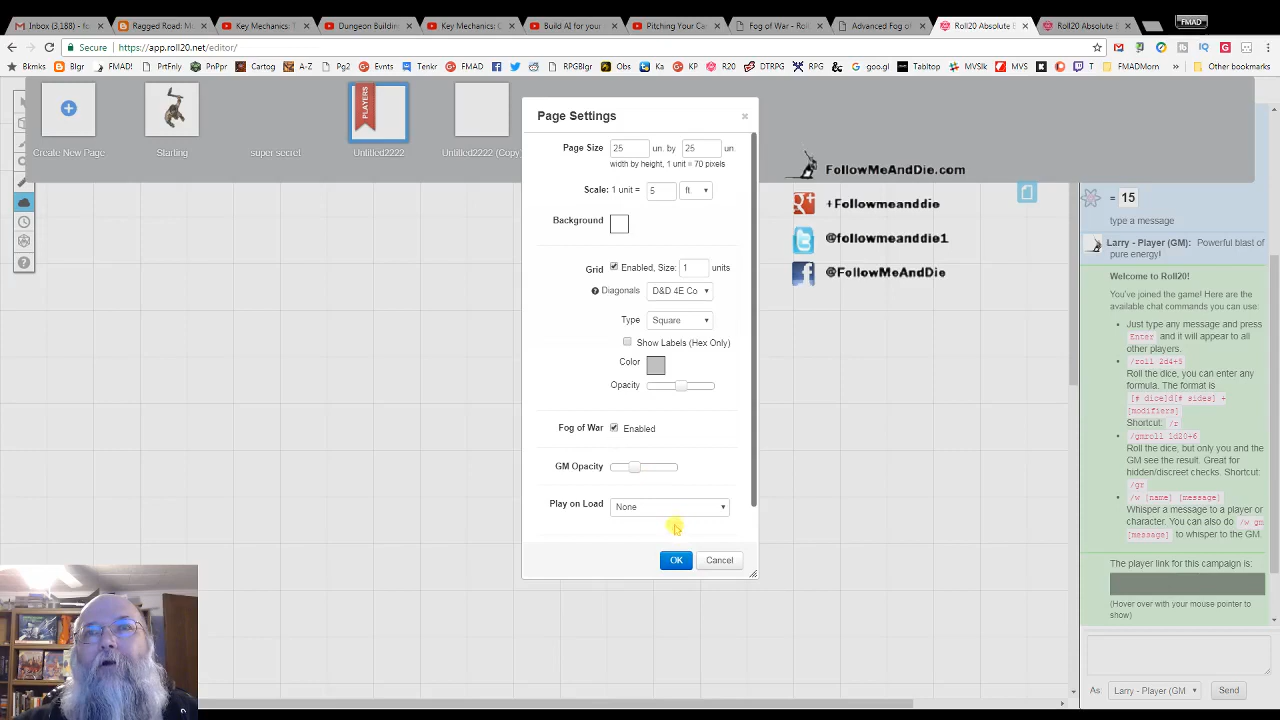 Inbox (3,188) - f
Ragged Road: M
Key Mechanics: T
Dungeon Building
Key Mechanics: C
Build AI for your
Pitching Your Ca
Fog of War - Roll
Advanced Fog of
Roll20 Absolute B
Roll20 Absolute B
FMAD
Secure
https://app.roll20.net/editor/
Bkmks
Blgr
FMAD!
PrtFnly
PnPpr
Cartog
A-Z
Pg2
Evnts
Tenkr
FMAD
RPGBlgr
Obs
Ka
KP
R20
DTRPG
RPG
goo.gl
Tabltop
MVSlk
FMADMorn
Other bookmarks
PLAYERS
Create New Page
Starting
super secret
Untitled2222
Untitled2222 (Copy)
Page Settings
×
Page Size 25 un. by 25 un.
width by height, 1 unit = 70 pixels
Scale: 1 unit = 5 ft.
Background
Grid Enabled, Size: 1 units
Diagonals D&D 4E Co
Type Square
Show Labels (Hex Only)
Color
Opacity
Fog of War Enabled
GM Opacity
Play on Load None
OK Cancel
FollowMeAndDie.com
+Followmeanddie
@followmeanddie1
@FollowMeAndDie
= 15
type a message
Larry - Player (GM): Powerful blast of
pure energy!
Welcome to Roll20!
You've joined the game! Here are the
available chat commands you can use:
• Just type any message and press
Enter and it will appear to all
other players.
• /roll 2d4+5
Roll the dice, you can enter any
formula. The format is
[# dice]d[# sides] +
[modifiers]
Shortcut: /r
• /gmroll 1d20+6
Roll the dice, but only you and the
GM see the result. Great for
hidden/discreet checks. Shortcut:
/gr
• /w [name] [message]
Whisper a message to a player or
character. You can also do /w gm
[message] to whisper to the GM.
The player link for this campaign is:
(Hover over with your mouse pointer to
show)
As Larry - Player (GM Send